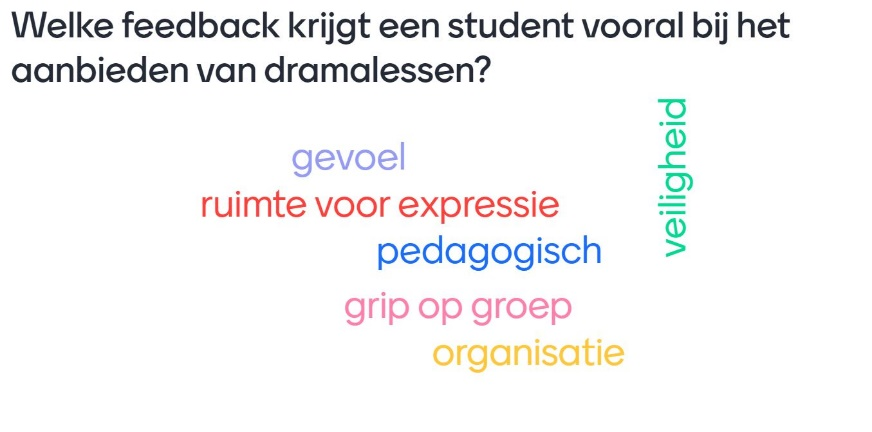 Welke feedback krijgt een student vooral bij het
aanbieden van dramalessen?
gevoel
ruimte voor expressie
pedagogisch
grip op groep
organisatie
veiligheid